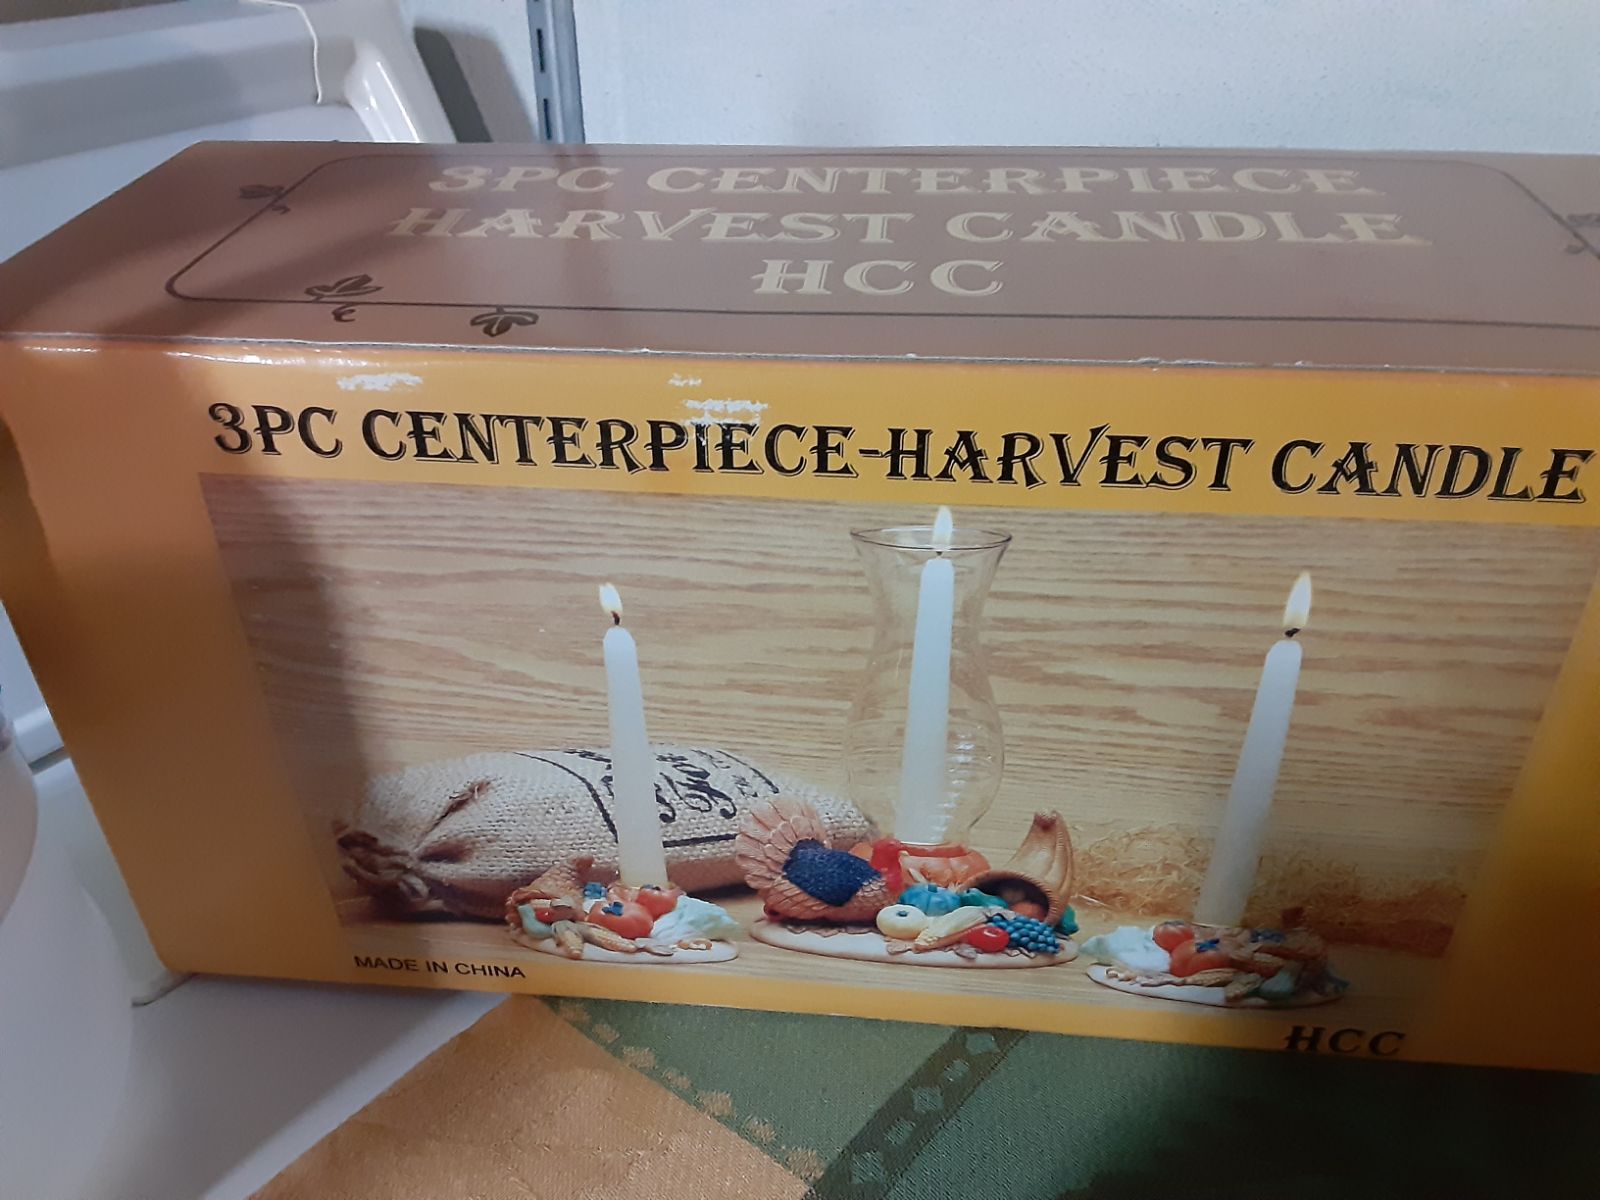 3PC CENTERPIECE
HARVEST CANDLE
HCC
3PC CENTERPIECE-HARVEST CANDLE
MADE IN CHINA
HCC